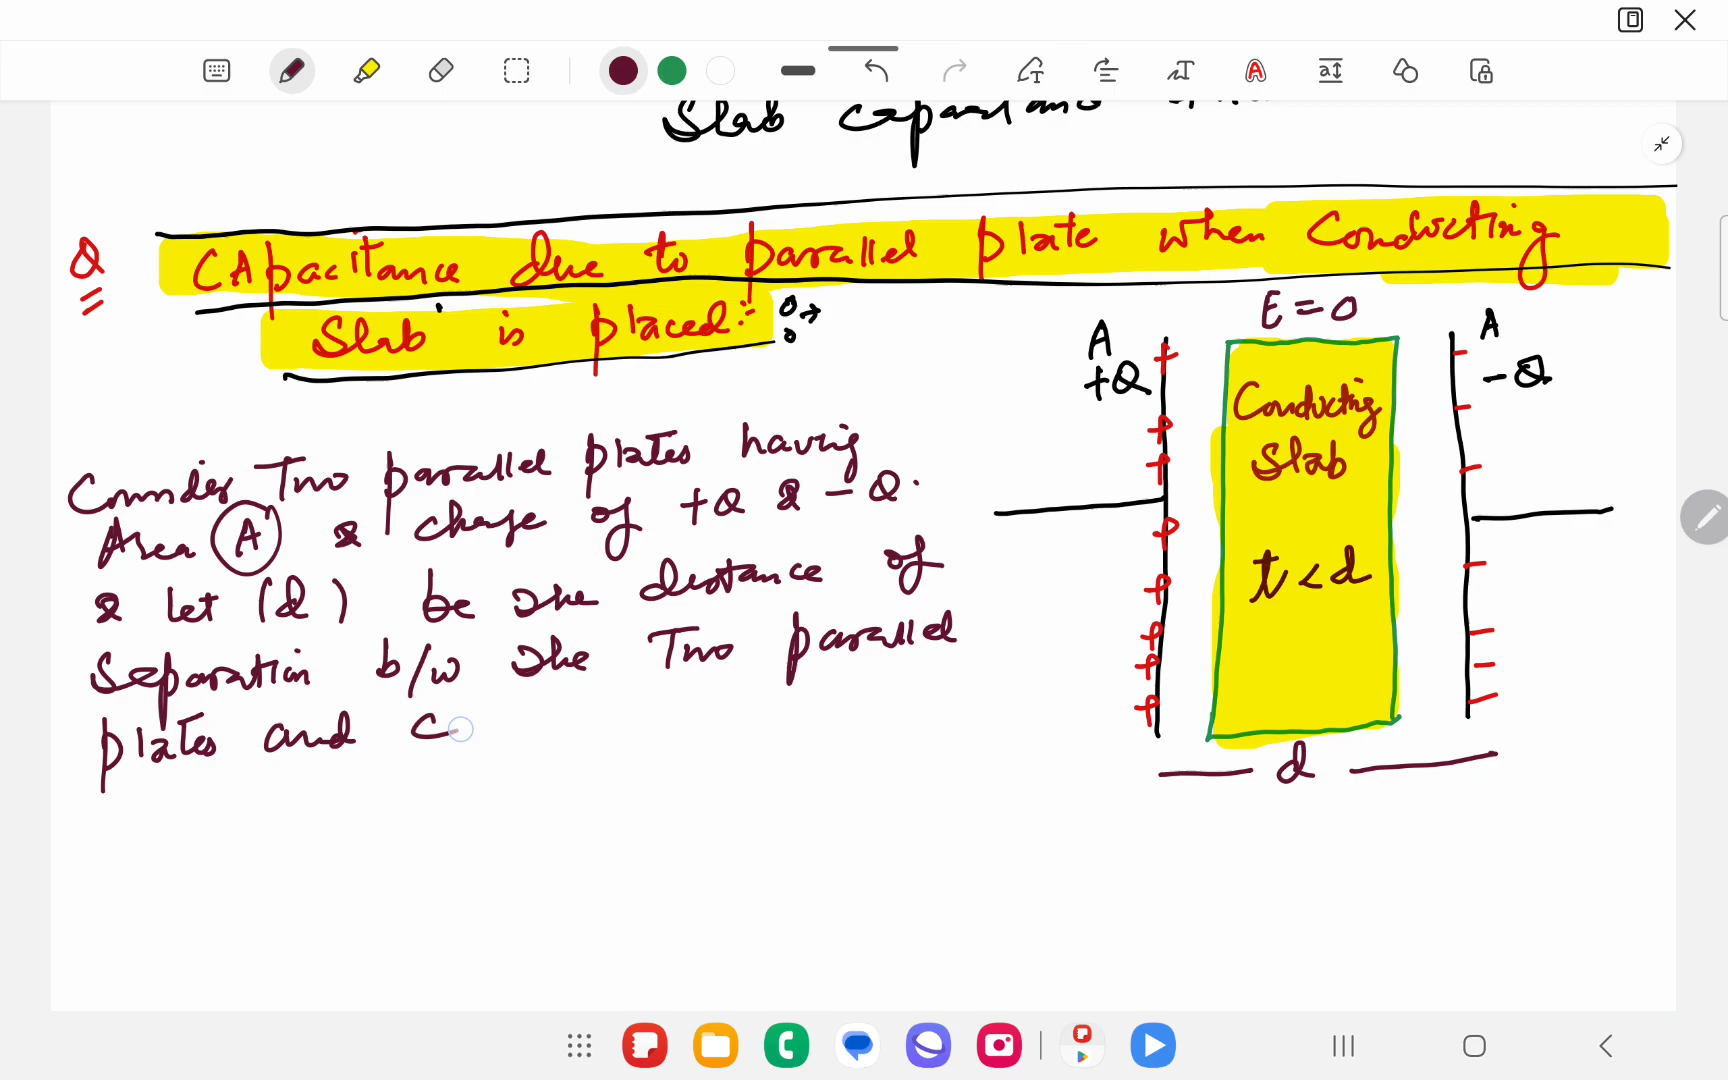 Slab
Q CApacitance due to parallel plate when Conducting
Slab is placed:-
E = 0
A
+Q
A
-Q
Conducting
Slab
t < d
d
Consider Two parallel plates having
Area A & charge of +Q & -Q.
& let (d) be the distance of
Separation b/w the Two parallel
plates and C